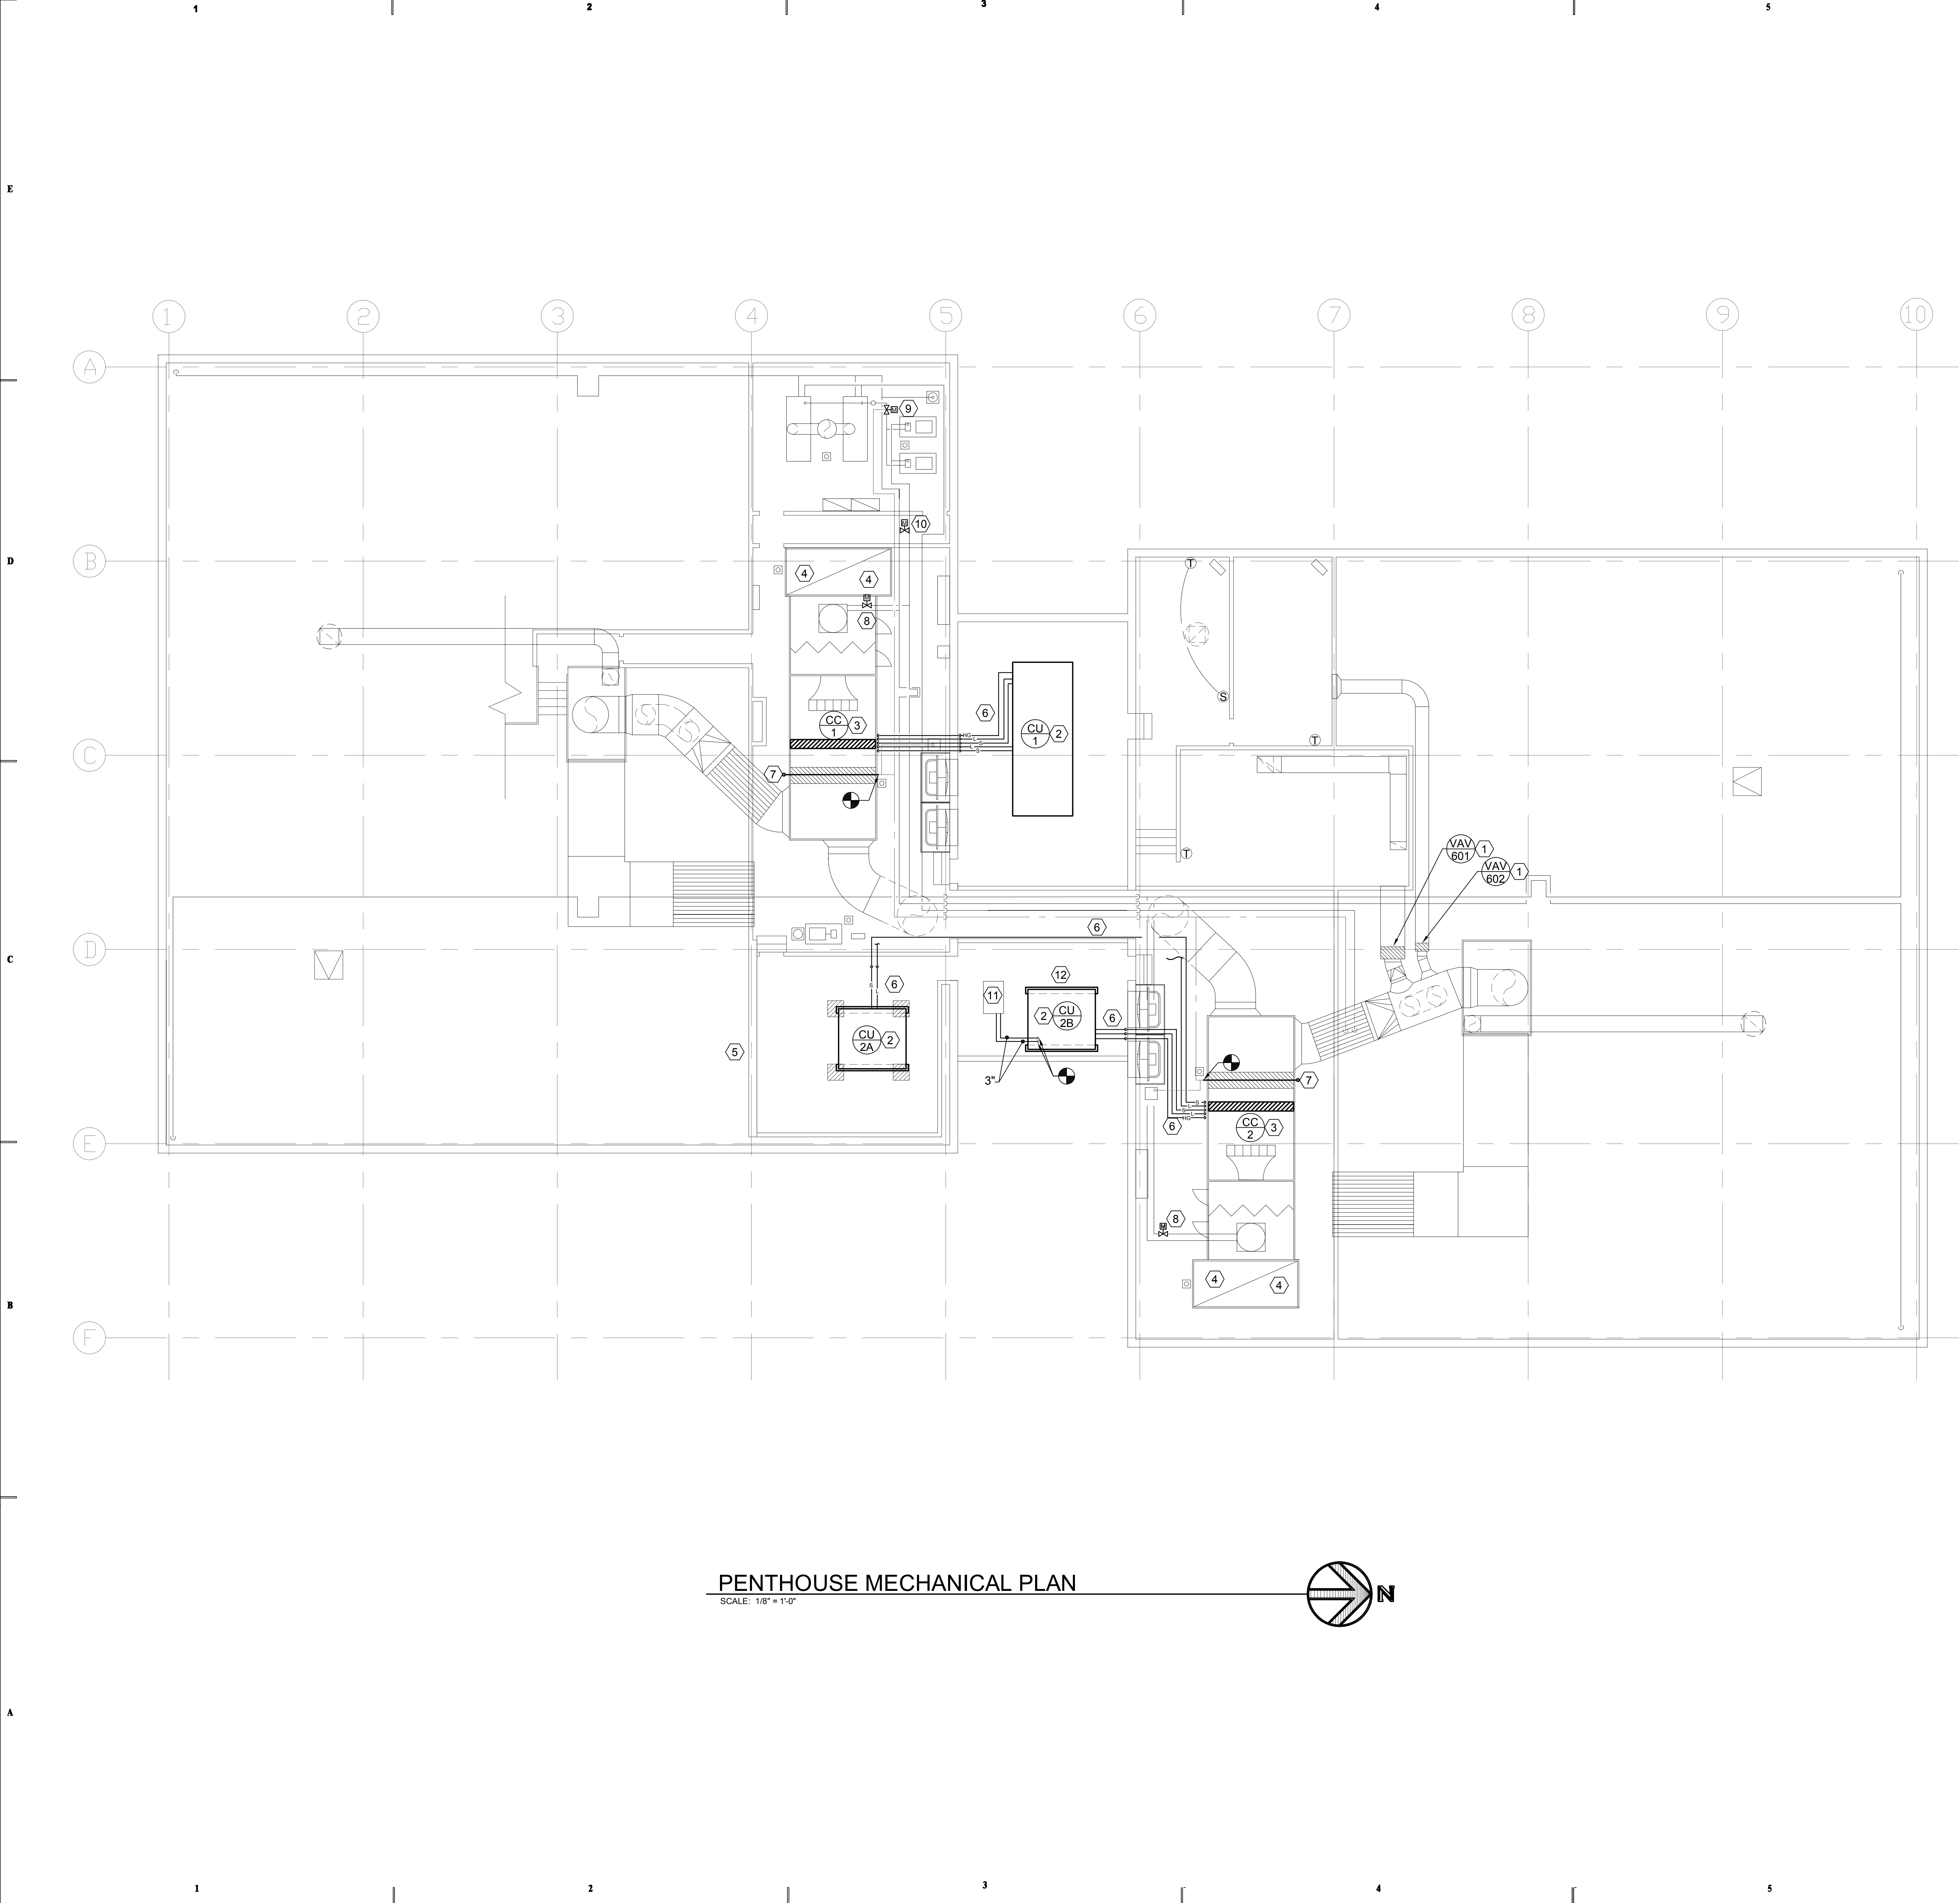 1 2 3 4 5
E
1 2 3 4 5 6 7 8 9 10
A
9
10
D
B
T
4
4
M
8
S
6
CC
1
3
CU
1
2
HG
L
S
L
S
T
C
7
T
VAV
601
1
VAV
602
1
6
C
D
12
S
L
6
11
2
CU
2B
6
CU
2A
2
5
3"
7
S
L
S
L
HG
6
CC
2
3
E
M
8
4
4
B
F
PENTHOUSE MECHANICAL PLAN
SCALE: 1/8" = 1'-0"
N
A
1 2 3 4 5